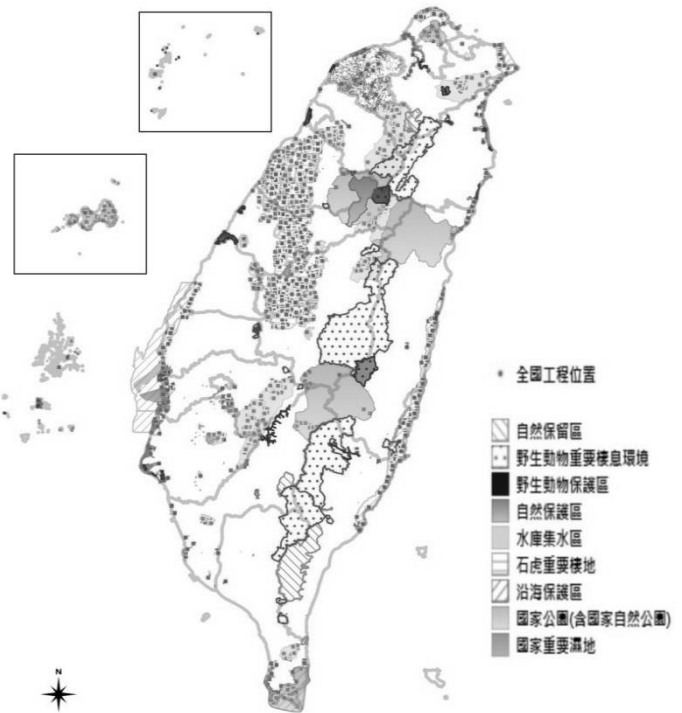 全國工程位置
自然保留區
野生動物重要棲息環境
野生動物保護區
自然保護區
水庫集水區
石虎重要棲地
沿海保護區
國家公園(含國家自然公園)
國家重要濕地
N